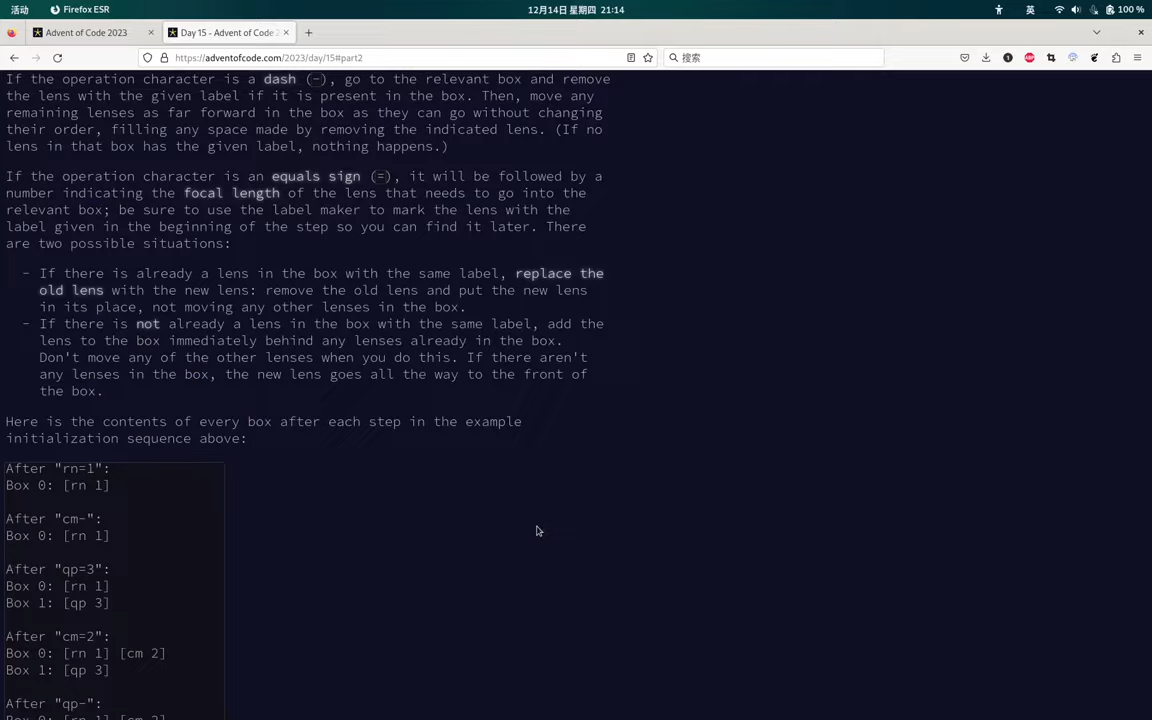 活动
Firefox ESR
12月14日星期四 21:14
英
100 %
Advent of Code 2023
Day 15 - Advent of Code 2
https://adventofcode.com/2023/day/15#part2
搜索
If the operation character is a dash (-), go to the relevant box and remove
the lens with the given label if it is present in the box. Then, move any
remaining lenses as far forward in the box as they can go without changing
their order, filling any space made by removing the indicated lens. (If no
lens in that box has the given label, nothing happens.)
If the operation character is an equals sign (=), it will be followed by a
number indicating the focal length of the lens that needs to go into the
relevant box; be sure to use the label maker to mark the lens with the
label given in the beginning of the step so you can find it later. There
are two possible situations:
- If there is already a lens in the box with the same label, replace the
old lens with the new lens: remove the old lens and put the new lens
in its place, not moving any other lenses in the box.
- If there is not already a lens in the box with the same label, add the
lens to the box immediately behind any lenses already in the box.
Don't move any of the other lenses when you do this. If there aren't
any lenses in the box, the new lens goes all the way to the front of
the box.
Here is the contents of every box after each step in the example
initialization sequence above:
After "rn=1":
Box 0: [rn 1]
After "cm-":
Box 0: [rn 1]
After "qp=3":
Box 0: [rn 1]
Box 1: [qp 3]
After "cm=2":
Box 0: [rn 1] [cm 2]
Box 1: [qp 3]
After "qp-":
Box 0: [rn 1] [cm 2]